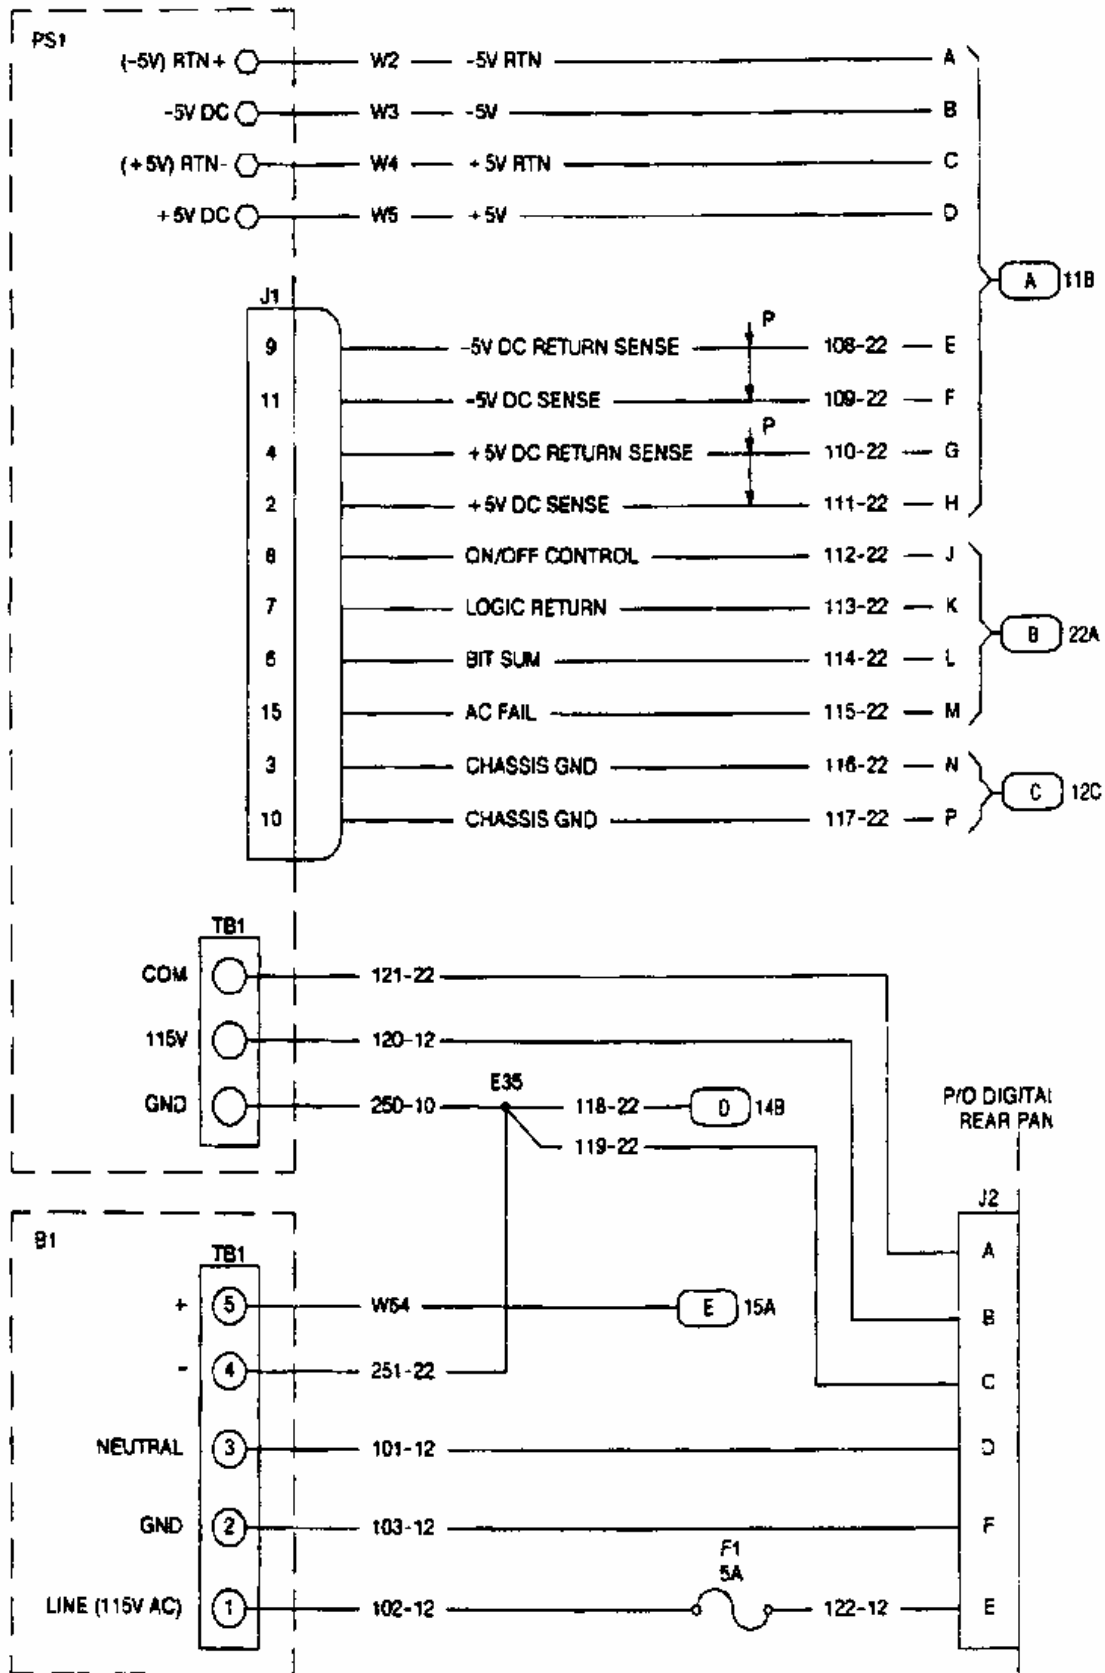 PS1
(-5V) RTN + W2 -5V RTN A
-5V DC W3 -5V B
(+5V) RTN- W4 +5V RTN C
+5V DC W5 +5V D
A 11B
J1
P
9 -5V DC RETURN SENSE 108-22 E
11 -5V DC SENSE 109-22 F
P
4 +5V DC RETURN SENSE 110-22 G
2 +5V DC SENSE 111-22 H
8 ON/OFF CONTROL 112-22 J
7 LOGIC RETURN 113-22 K
B 22A
6 BIT SUM 114-22 L
15 AC FAIL 115-22 M
3 CHASSIS GND 116-22 N
C 12C
10 CHASSIS GND 117-22 P
TB1
COM 121-22
115V 120-12
E35
GND 250-10 118-22 D 14B
119-22
P/O DIGITAL
REAR PAN
J2
B1
TB1
A
+ 5 W54 E 15A
B
- 4 251-22
C
NEUTRAL 3 101-12 D
GND 2 103-12 F
F1
5A
LINE (115V AC) 1 102-12 122-12 E